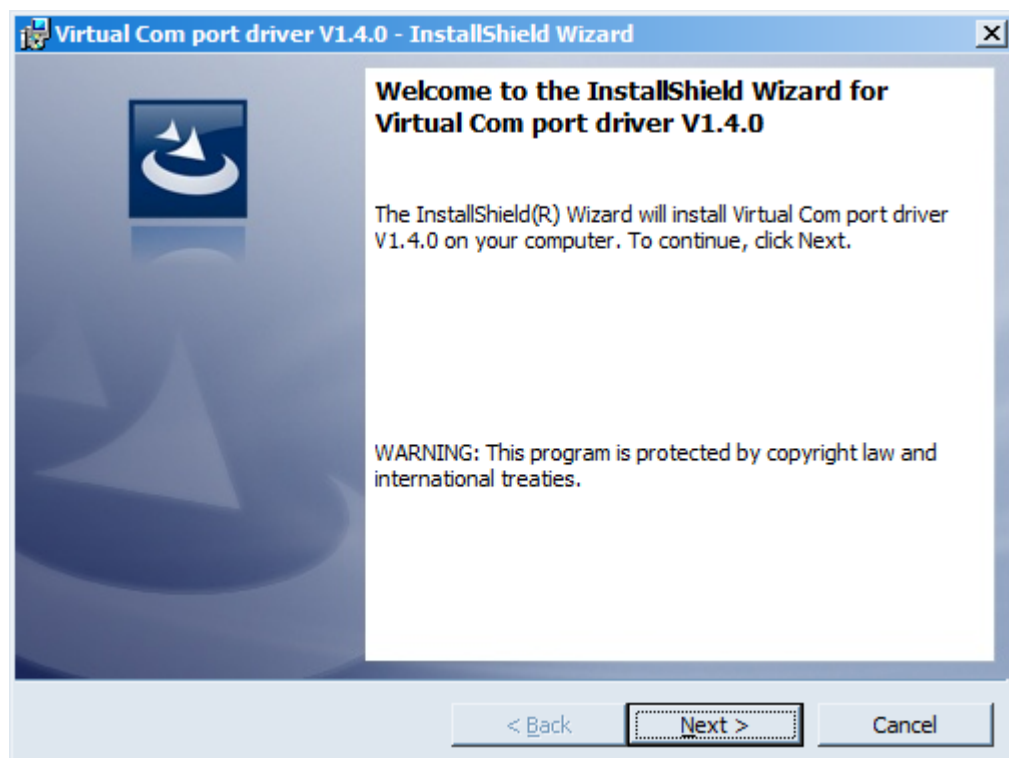 Virtual Com port driver V1.4.0 - InstallShield Wizard
Welcome to the InstallShield Wizard for
Virtual Com port driver V1.4.0
The InstallShield(R) Wizard will install Virtual Com port driver
V1.4.0 on your computer. To continue, click Next.
WARNING: This program is protected by copyright law and
international treaties.
< Back
Next >
Cancel